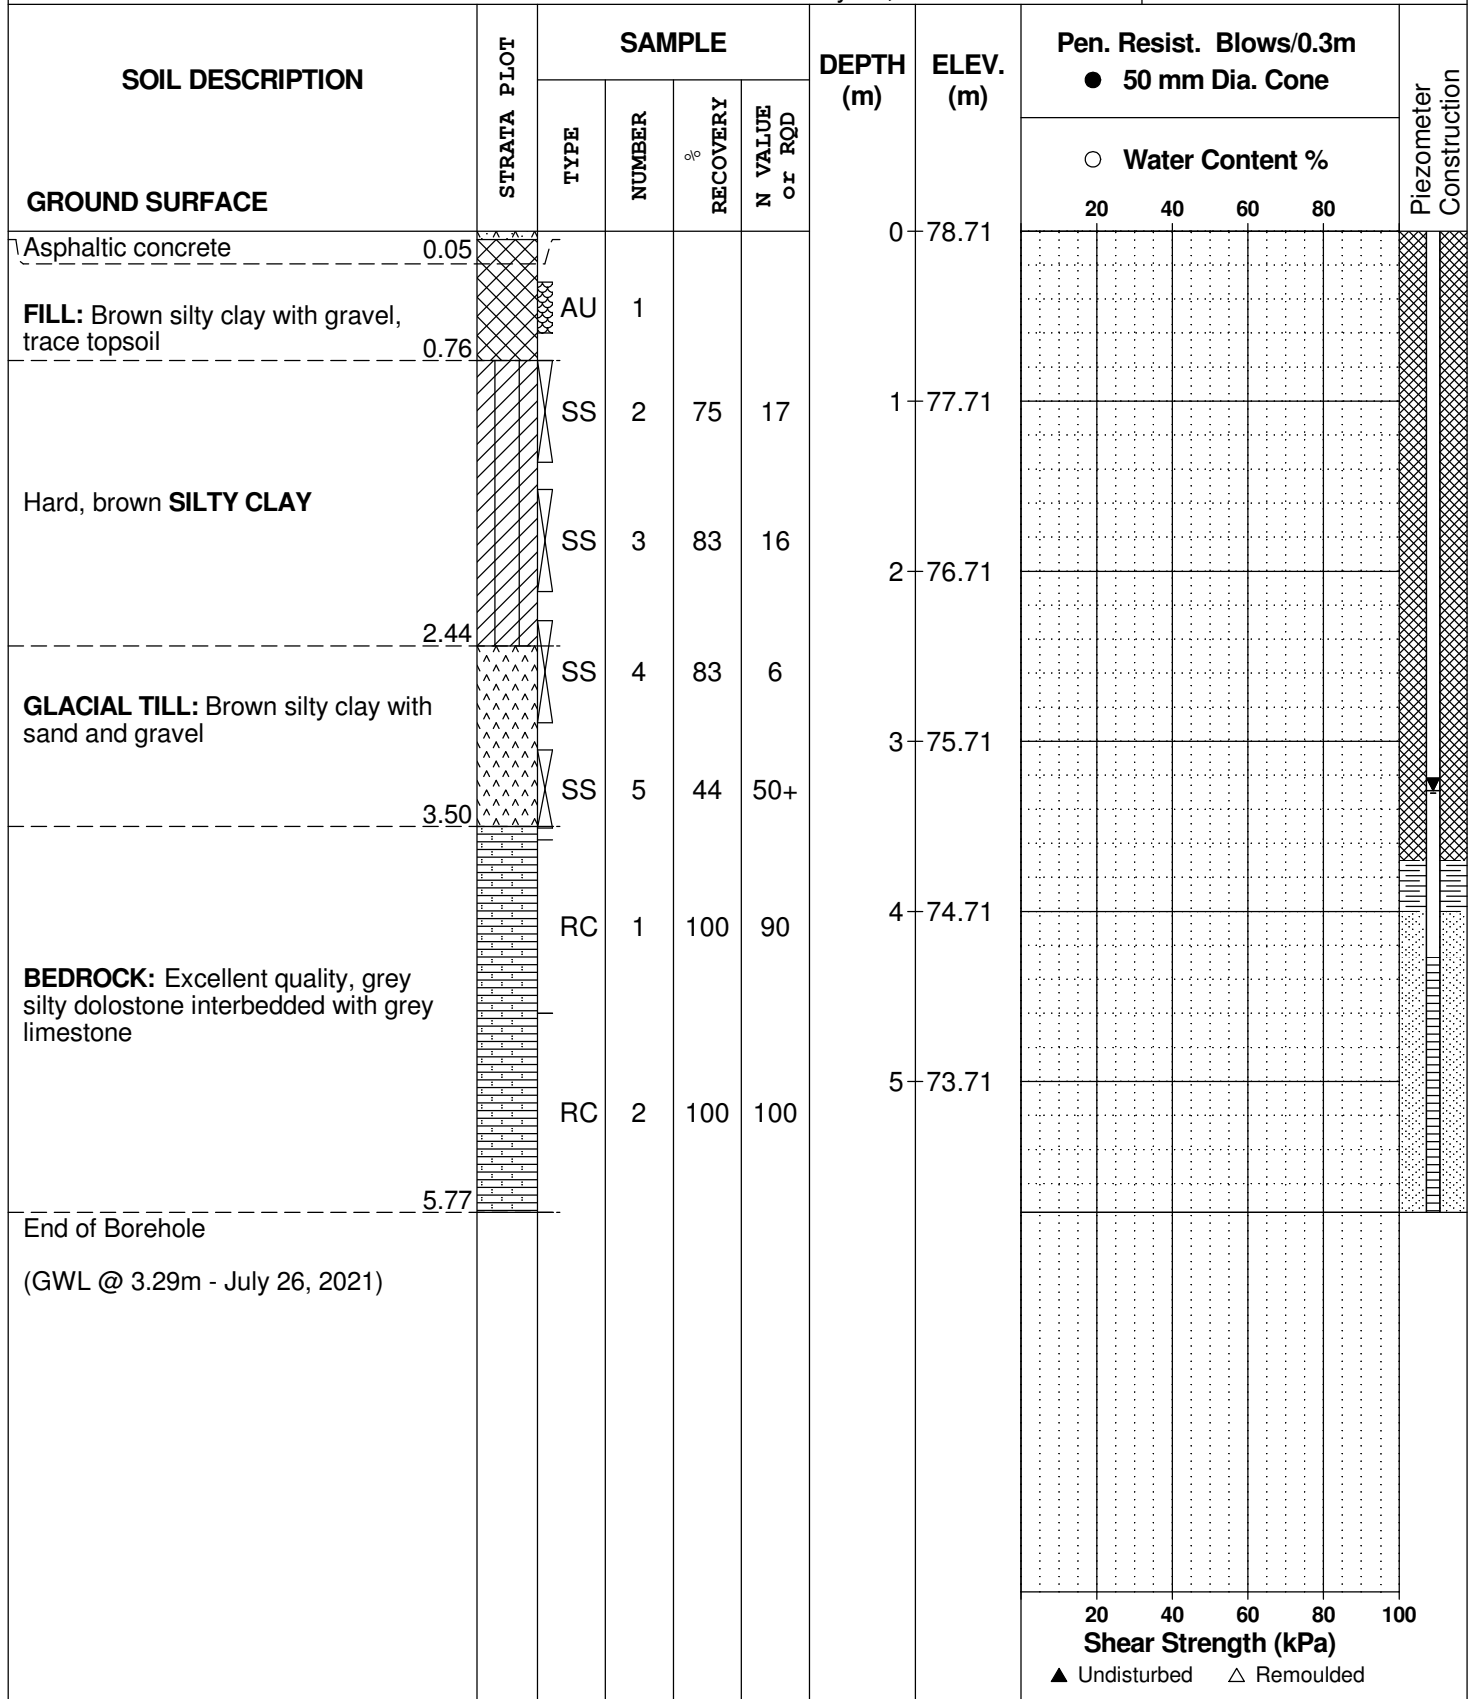 SOIL DESCRIPTION
GROUND SURFACE
STRATA PLOT
SAMPLE
TYPE
NUMBER
% RECOVERY
N VALUE or RQD
DEPTH (m)
ELEV. (m)
Pen. Resist. Blows/0.3m
● 50 mm Dia. Cone
○ Water Content %
20 40 60 80
Piezometer Construction
0 78.71
Asphaltic concrete 0.05
FILL: Brown silty clay with gravel,
trace topsoil
0.76
AU 1
SS 2 75 17
1 77.71
Hard, brown SILTY CLAY
SS 3 83 16
2 76.71
2.44
SS 4 83 6
GLACIAL TILL: Brown silty clay with
sand and gravel
3 75.71
SS 5 44 50+
3.50
4 74.71
RC 1 100 90
BEDROCK: Excellent quality, grey
silty dolostone interbedded with grey
limestone
5 73.71
RC 2 100 100
5.77
End of Borehole
(GWL @ 3.29m - July 26, 2021)
20 40 60 80 100
Shear Strength (kPa)
▲ Undisturbed △ Remoulded